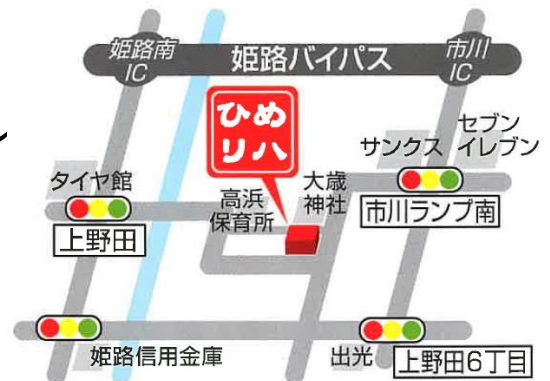 姫路南
IC
姫路バイパス
市川
IC
ひめ
リハ
セブン
イレブン
サンクス
タイヤ館
高浜
保育所
大歳
神社
市川ランプ南
上野田
姫路信用金庫
出光
上野田6丁目